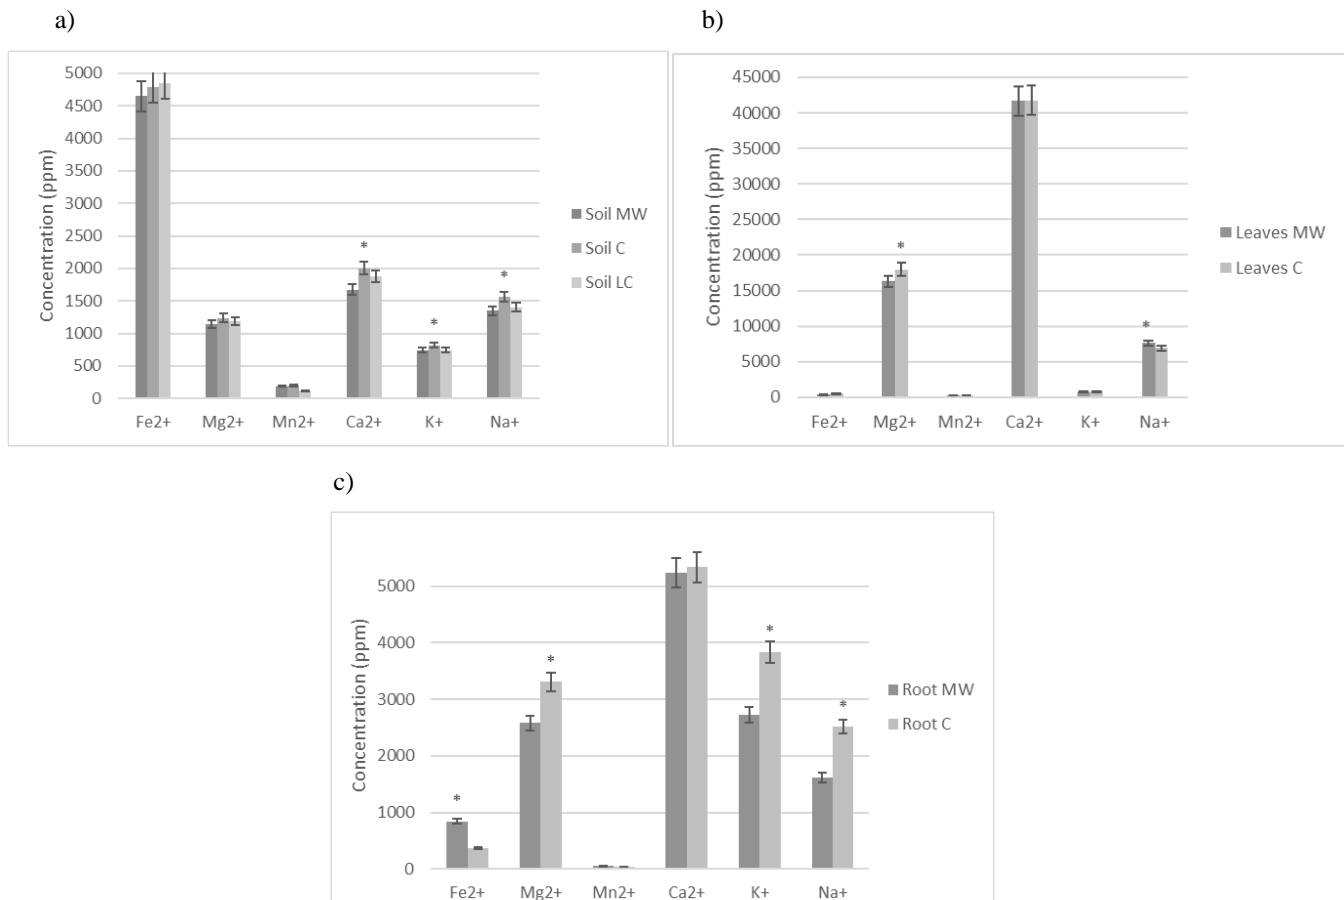 a)
5000
4500
4000
3500
3000
2500
2000
1500
1000
500
0
Concentration (ppm)
* * *
Fe2+ Mg2+ Mn2+ Ca2+ K+ Na+
Soil MW
Soil C
Soil LC
b)
45000
40000
35000
30000
25000
20000
15000
10000
5000
0
Concentration (ppm)
* *
Fe2+ Mg2+ Mn2+ Ca2+ K+ Na+
Leaves MW
Leaves C
c)
5000
4000
3000
2000
1000
0
Concentration (ppm)
* * * *
Fe2+ Mg2+ Mn2+ Ca2+ K+ Na+
Root MW
Root C